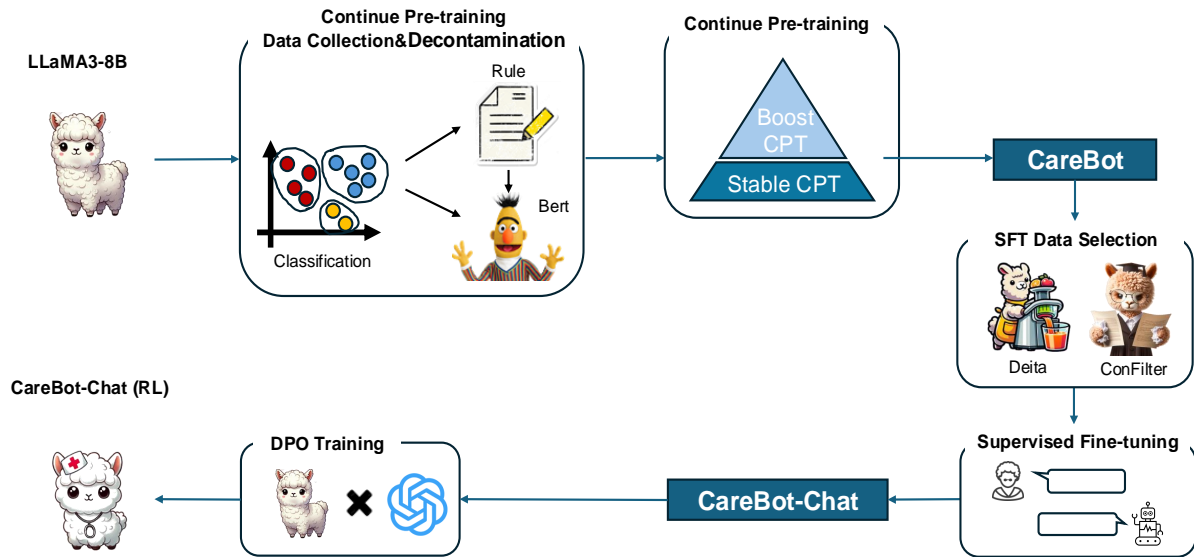 LLaMA3-8B
Continue Pre-training
Data Collection&Decontamination
Rule
Bert
Classification
Continue Pre-training
Boost
CPT
Stable CPT
CareBot
SFT Data Selection
Deita
ConFilter
Supervised Fine-tuning
CareBot-Chat
DPO Training
CareBot-Chat (RL)